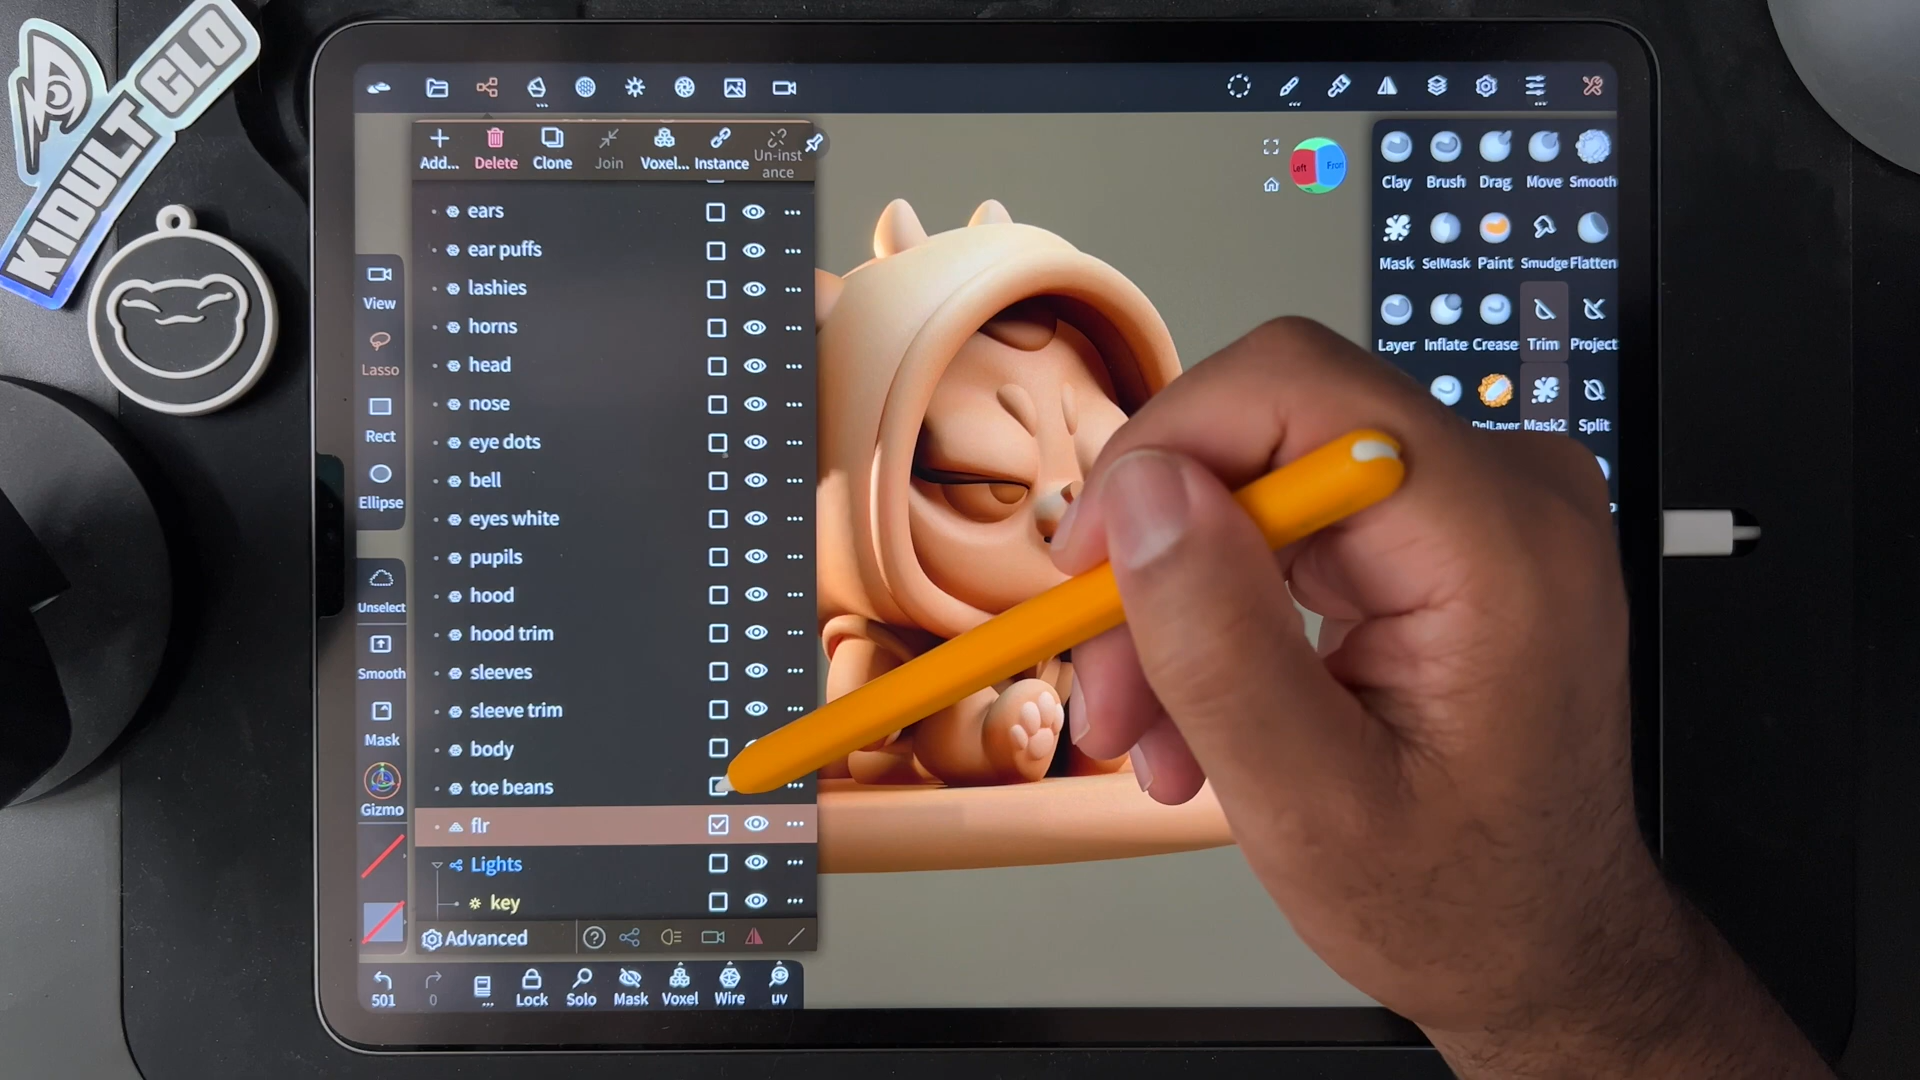 KIDULT CLO
Add... Delete Clone Join Voxel... Instance Un-inst
ance
ears
ear puffs
lashies
horns
head
nose
eye dots
bell
eyes white
pupils
hood
hood trim
sleeves
sleeve trim
body
toe beans
flr
Lights
key
Advanced
View
Lasso
Rect
Ellipse
Unselect
Smooth
Mask
Gizmo
501 0 Lock Solo Mask Voxel Wire uv
Left Front
Clay Brush Drag Move Smooth
Mask SelMask Paint Smudge Flatten
Layer Inflate Crease Trim Project
DelLayer Mask2 Split